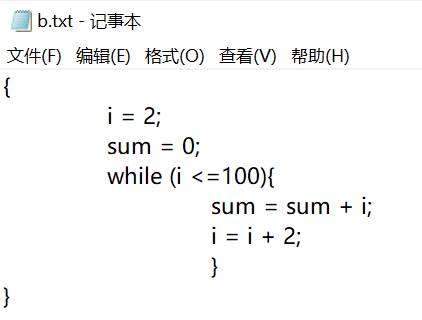 b.txt - 记事本
文件(F) 编辑(E) 格式(O) 查看(V) 帮助(H)
{
i = 2;
sum = 0;
while (i <=100){
sum = sum + i;
i = i + 2;
}
}